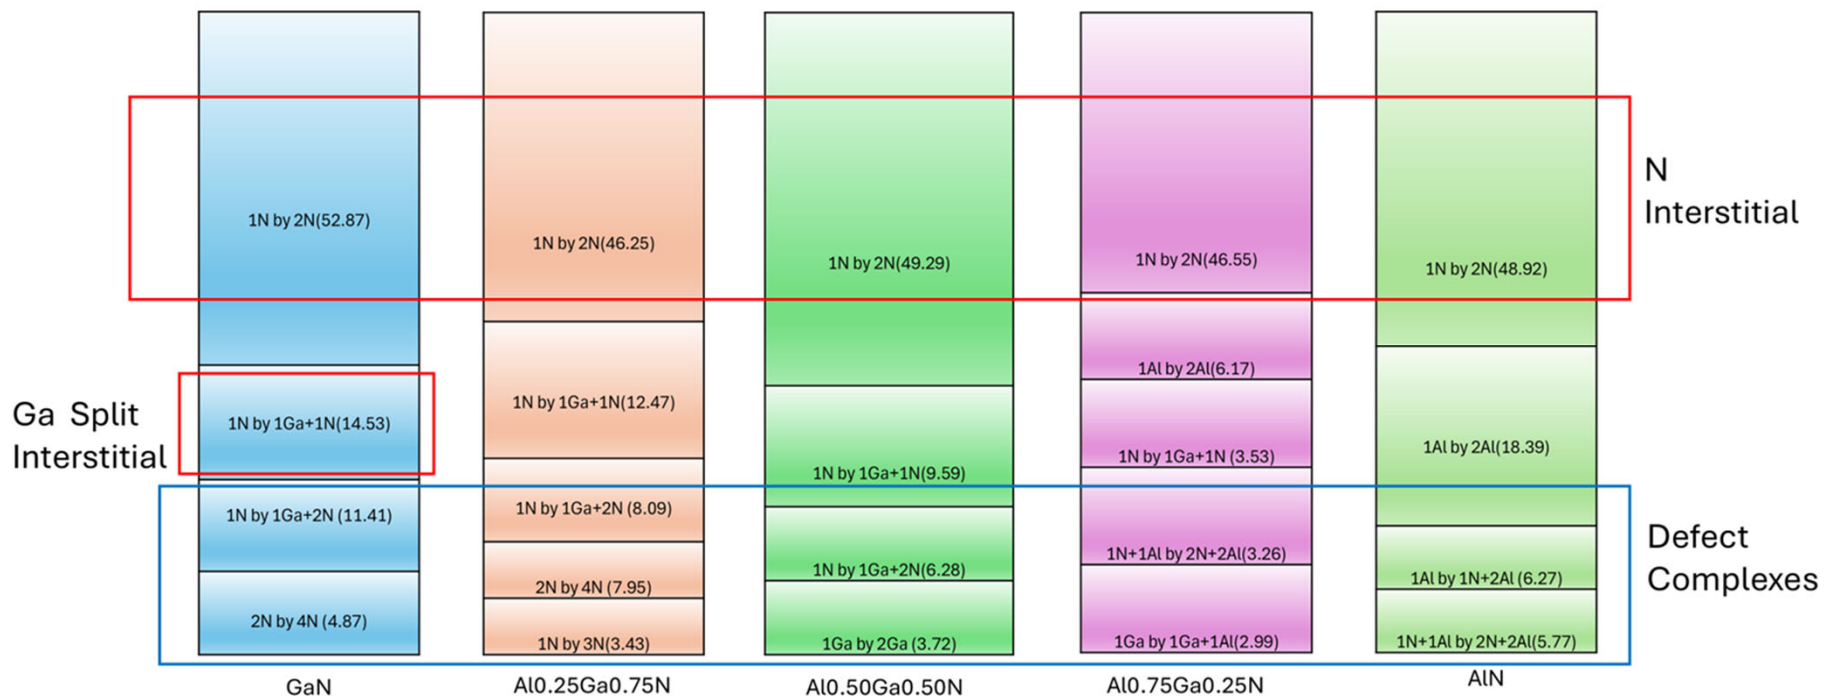 1N by 2N(52.87)
1N by 1Ga+1N(14.53)
1N by 1Ga+2N (11.41)
2N by 4N (4.87)
GaN
1N by 2N(46.25)
1N by 1Ga+1N(12.47)
1N by 1Ga+2N (8.09)
2N by 4N (7.95)
1N by 3N(3.43)
Al0.25Ga0.75N
1N by 2N(49.29)
1N by 1Ga+1N(9.59)
1N by 1Ga+2N(6.28)
1Ga by 2Ga (3.72)
Al0.50Ga0.50N
1N by 2N(46.55)
1Al by 2Al(6.17)
1N by 1Ga+1N (3.53)
1N+1Al by 2N+2Al(3.26)
1Ga by 1Ga+1Al(2.99)
Al0.75Ga0.25N
1N by 2N(48.92)
1Al by 2Al(18.39)
1Al by 1N+2Al (6.27)
1N+1Al by 2N+2Al(5.77)
AlN
N
Interstitial
Ga Split
Interstitial
Defect
Complexes